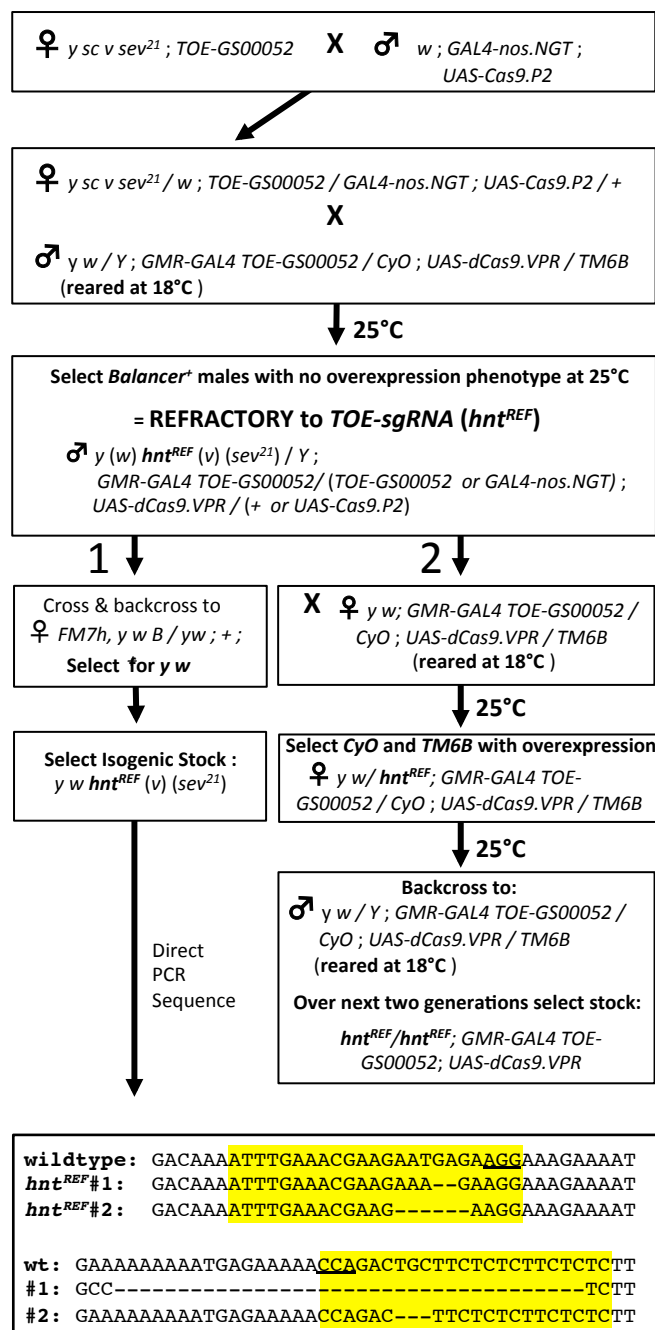 ♀ y sc v sev21 ; TOE-GS00052 X ♂ w ; GAL4-nos.NGT ;
UAS-Cas9.P2
♀ y sc v sev21 / w ; TOE-GS00052 / GAL4-nos.NGT ; UAS-Cas9.P2 / +
X
♂ y w / Y ; GMR-GAL4 TOE-GS00052 / CyO ; UAS-dCas9.VPR / TM6B
(reared at 18°C )
25°C
Select Balancer+ males with no overexpression phenotype at 25°C
= REFRACTORY to TOE-sgRNA (hntREF)
♂ y (w) hntREF (v) (sev21) / Y ;
GMR-GAL4 TOE-GS00052/ (TOE-GS00052 or GAL4-nos.NGT) ;
UAS-dCas9.VPR / (+ or UAS-Cas9.P2)
1
Cross & backcross to
♀ FM7h, y w B / yw ; + ;
Select for y w
Select Isogenic Stock :
y w hntREF (v) (sev21)
Direct
PCR
Sequence
2
X ♀ y w; GMR-GAL4 TOE-GS00052 /
CyO ; UAS-dCas9.VPR / TM6B
(reared at 18°C )
25°C
Select CyO and TM6B with overexpression
♀ y w/ hntREF; GMR-GAL4 TOE-
GS00052 / CyO ; UAS-dCas9.VPR / TM6B
25°C
Backcross to:
♂ y w / Y ; GMR-GAL4 TOE-GS00052 /
CyO ; UAS-dCas9.VPR / TM6B
(reared at 18°C )
Over next two generations select stock:
hntREF/hntREF; GMR-GAL4 TOE-
GS00052; UAS-dCas9.VPR
wildtype: GACAAAATTTGAAACGAAGAATGAGAAGGAAAGAAAAT
hntREF#1: GACAAAATTTGAAACGAAGAAA--GAAGGAAAGAAAAT
hntREF#2: GACAAAATTTGAAACGAAG------AAGGAAAGAAAAT
wt: GAAAAAAAAATGAGAAAAACCAGACTGCTTCTCTCTTCTCTCTT
#1: GCC-------------------------------------TCTT
#2: GAAAAAAAAATGAGAAAAACCAGAC---TTCTCTCTTCTCTCTT